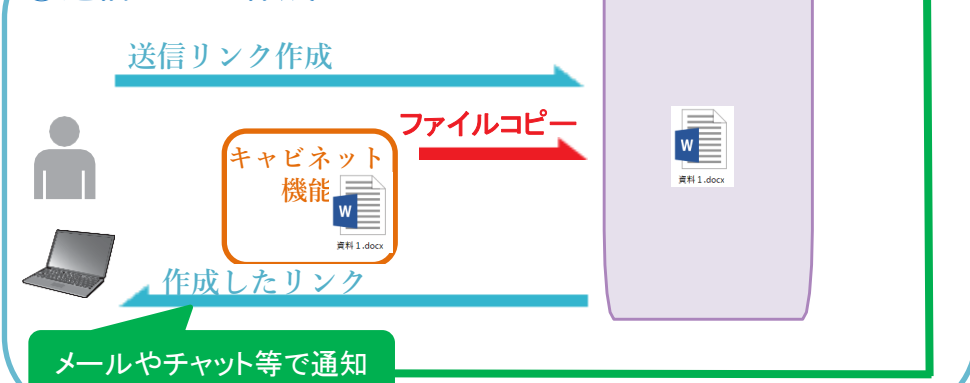 送信リンク作成
ファイルコピー
キャビネット
機能
W
資料１.docx
W
資料１.docx
作成したリンク
メールやチャット等で通知